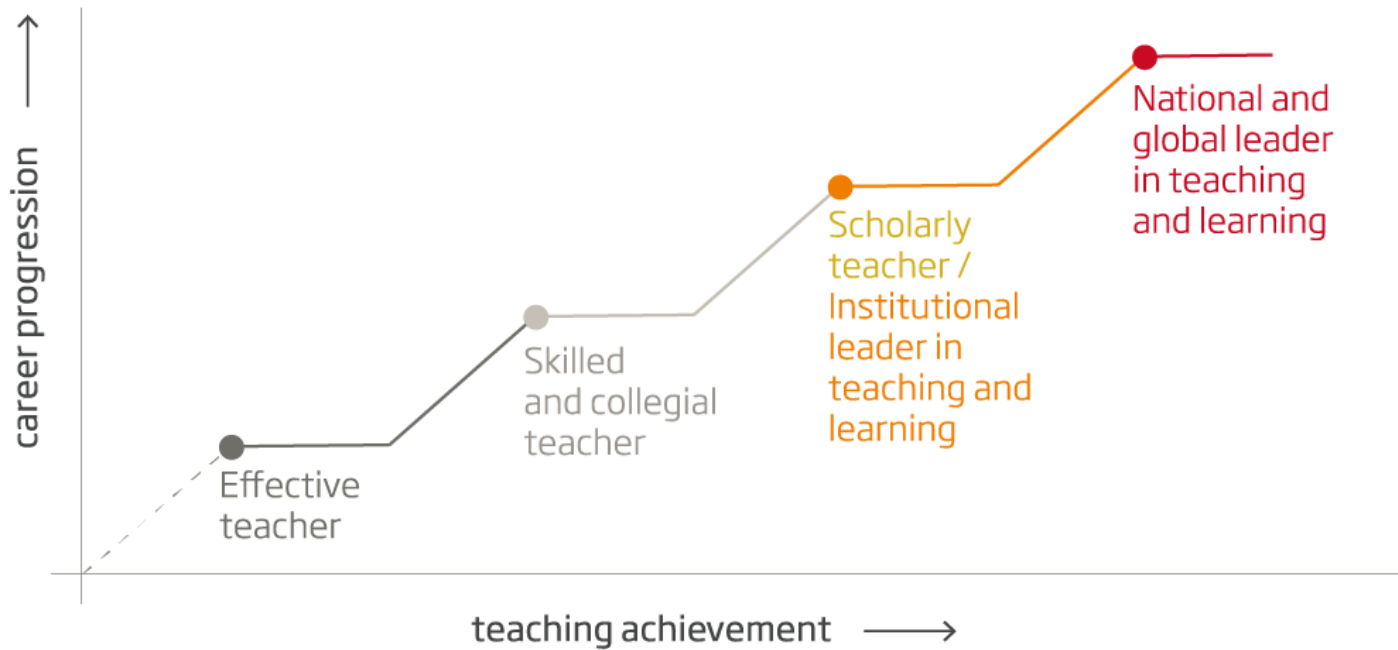 career progression
National and
global leader
in teaching
and learning
Scholarly
teacher /
Institutional
leader in
teaching and
learning
Skilled
and collegial
teacher
Effective
teacher
teaching achievement